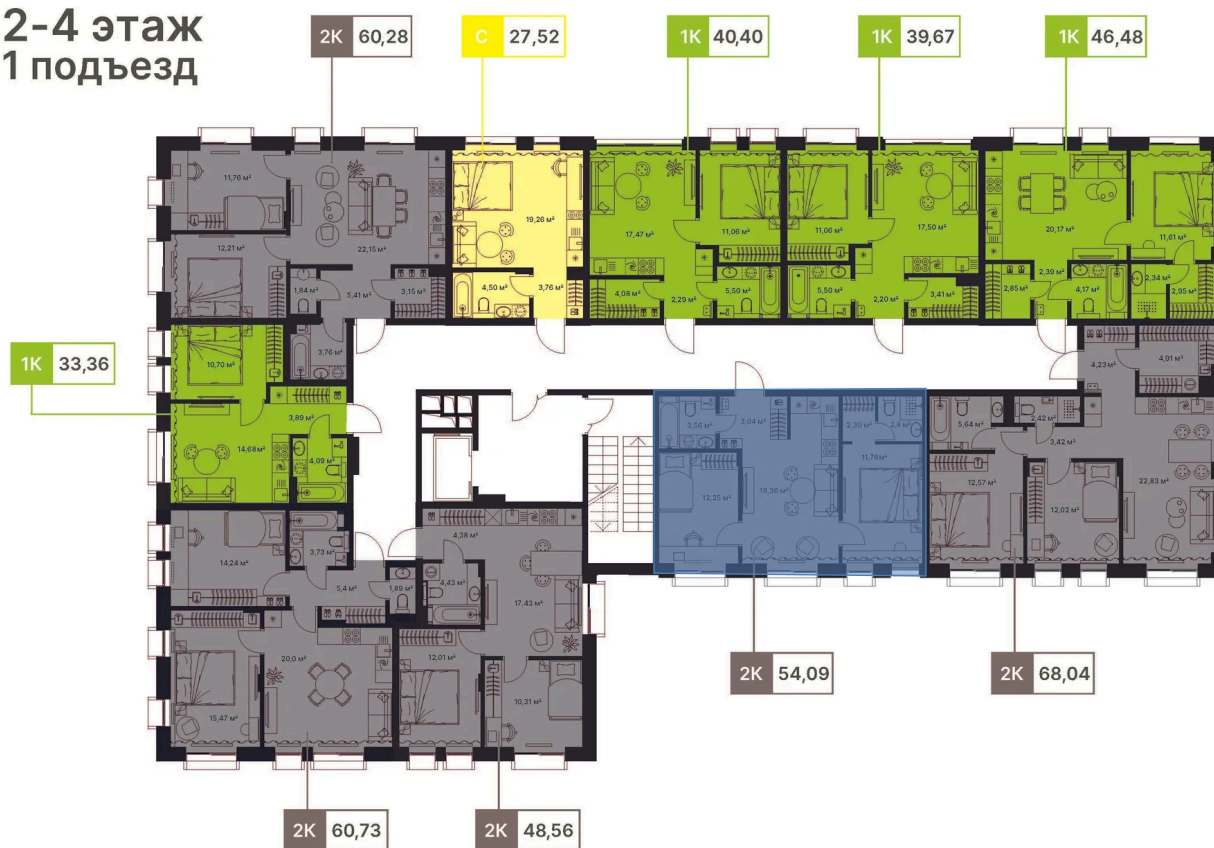 2-4 этаж
1 подъезд
2К 60,28
С 27,52
1К 40,40
1К 39,67
1К 46,48
11,76 м²
12,21 м²
22,15 м²
1,84 м²
5,41 м²
3,15 м²
3,76 м²
19,26 м²
4,50 м²
3,76 м²
17,47 м²
11,06 м²
4,08 м²
2,29 м²
5,50 м²
11,06 м²
17,50 м²
5,50 м²
2,20 м²
3,41 м²
20,17 м²
11,61 м²
2,39 м²
2,85 м²
4,17 м²
2,34 м²
2,95 м²
1К 33,36
10,70 м²
3,89 м²
14,68 м²
4,09 м²
3,56 м²
3,04 м²
2,30 м²
2,8 м²
11,78 м²
12,25 м²
18,36 м²
4,23 м²
4,91 м²
5,64 м²
2,42 м²
3,42 м²
12,57 м²
12,02 м²
22,83 м²
14,24 м²
3,73 м²
5,4 м²
1,89 м²
20,0 м²
15,47 м²
4,38 м²
4,43 м²
17,43 м²
12,01 м²
10,31 м²
2К 54,09
2К 68,04
2К 60,73
2К 48,56